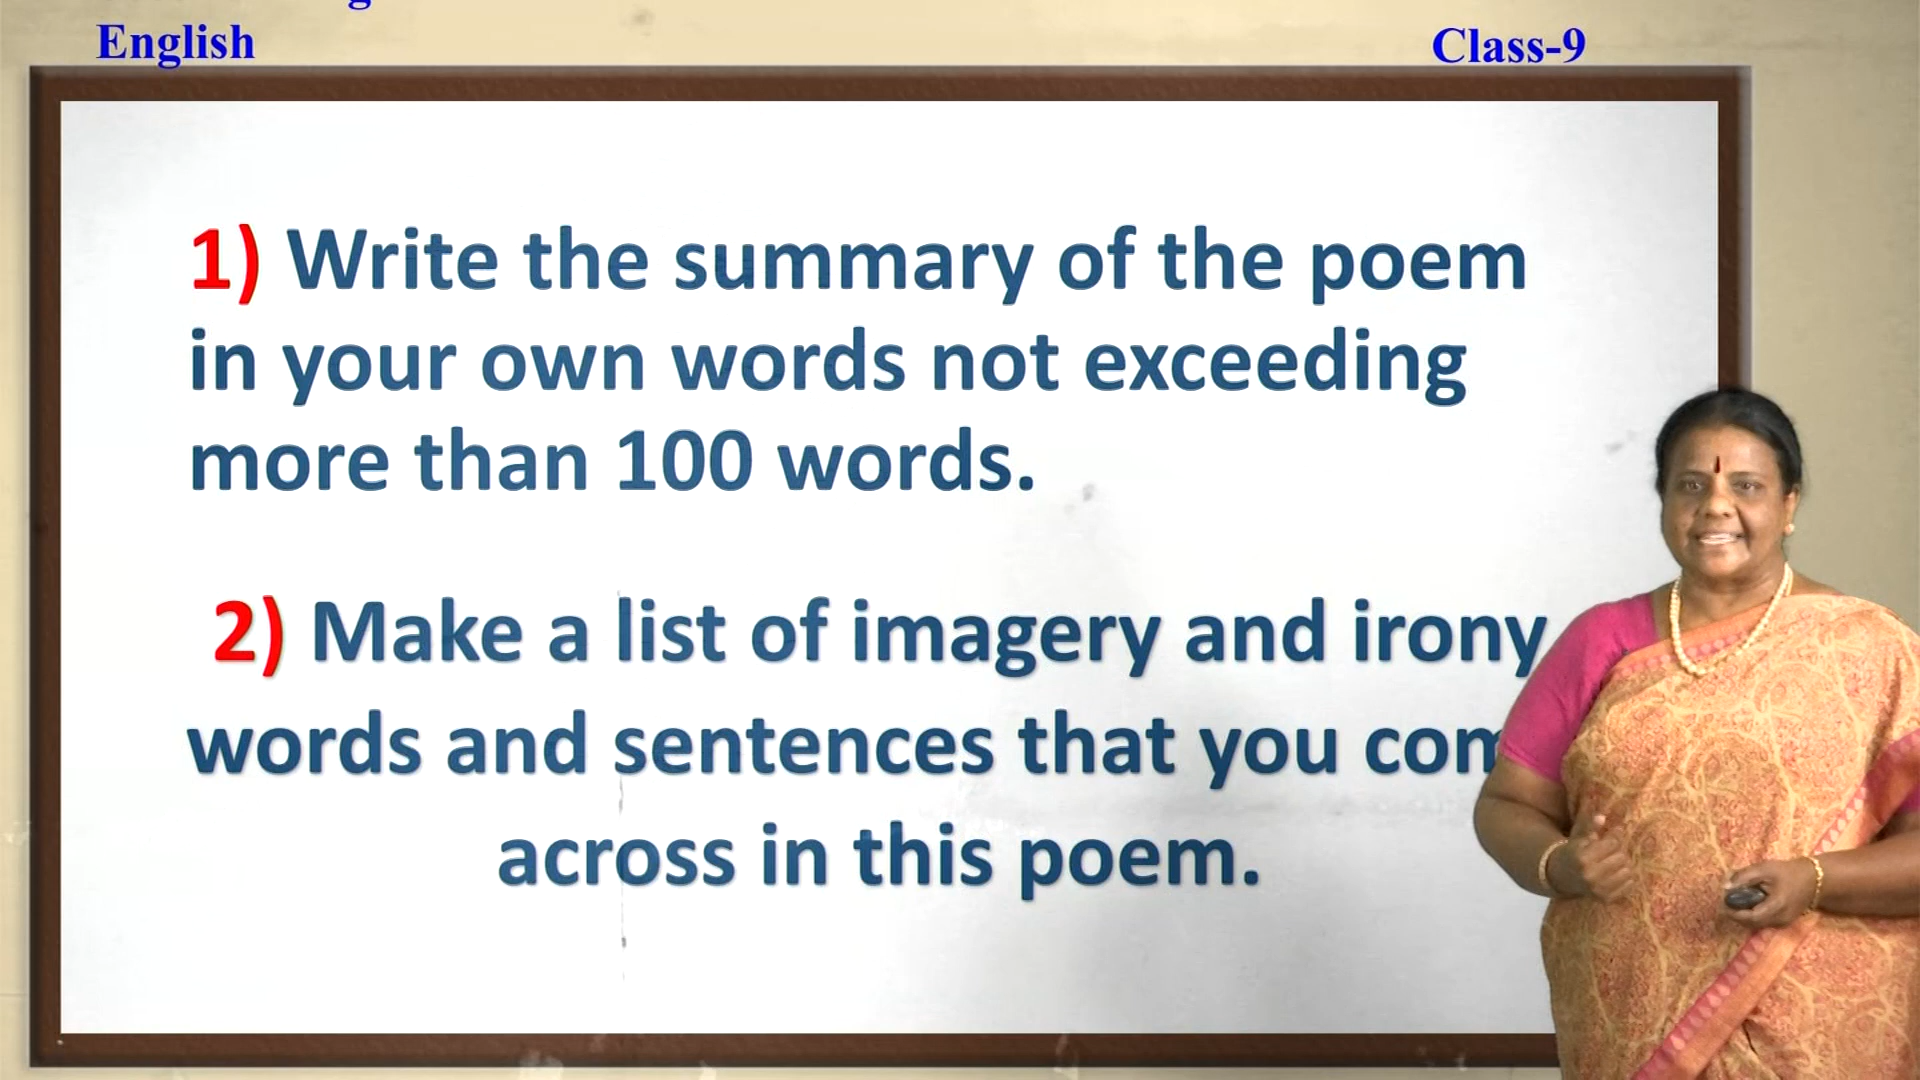 English
Class-9
1) Write the summary of the poem
in your own words not exceeding
more than 100 words.
2) Make a list of imagery and irony
words and sentences that you
across in this poem.